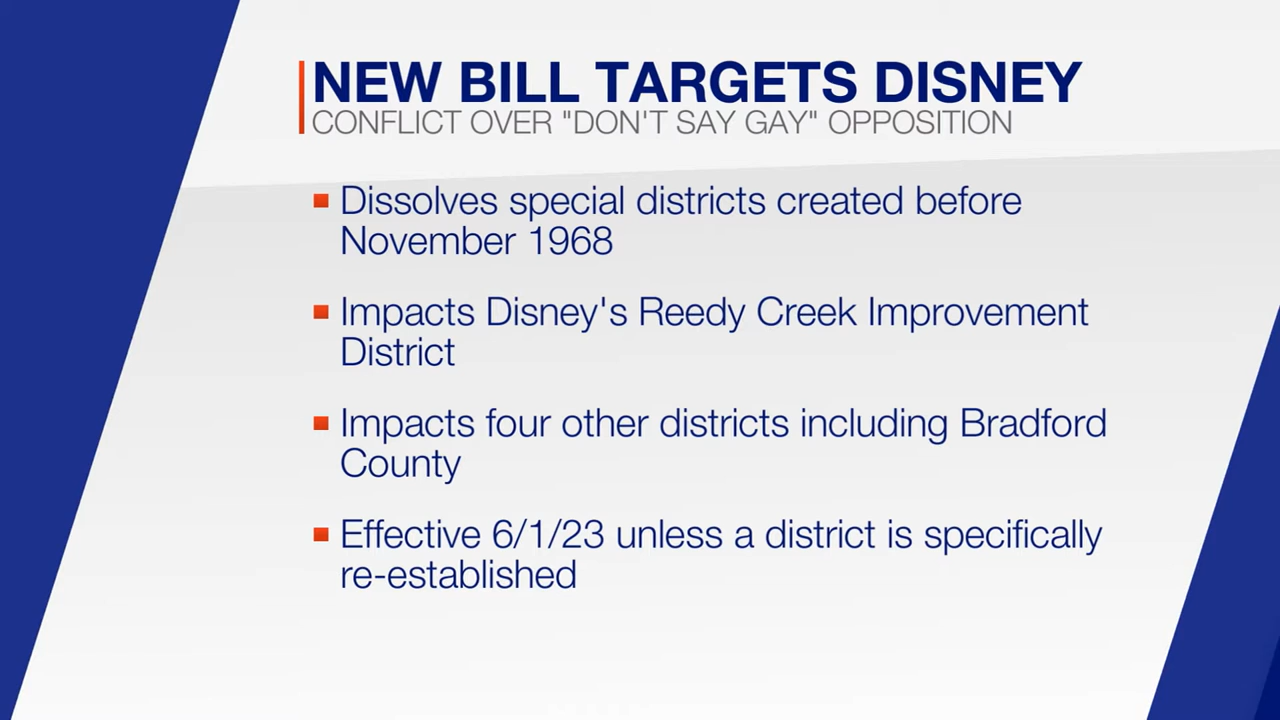 NEW BILL TARGETS DISNEY
CONFLICT OVER "DON'T SAY GAY" OPPOSITION
Dissolves special districts created before
November 1968
Impacts Disney's Reedy Creek Improvement
District
Impacts four other districts including Bradford
County
Effective 6/1/23 unless a district is specifically
re-established